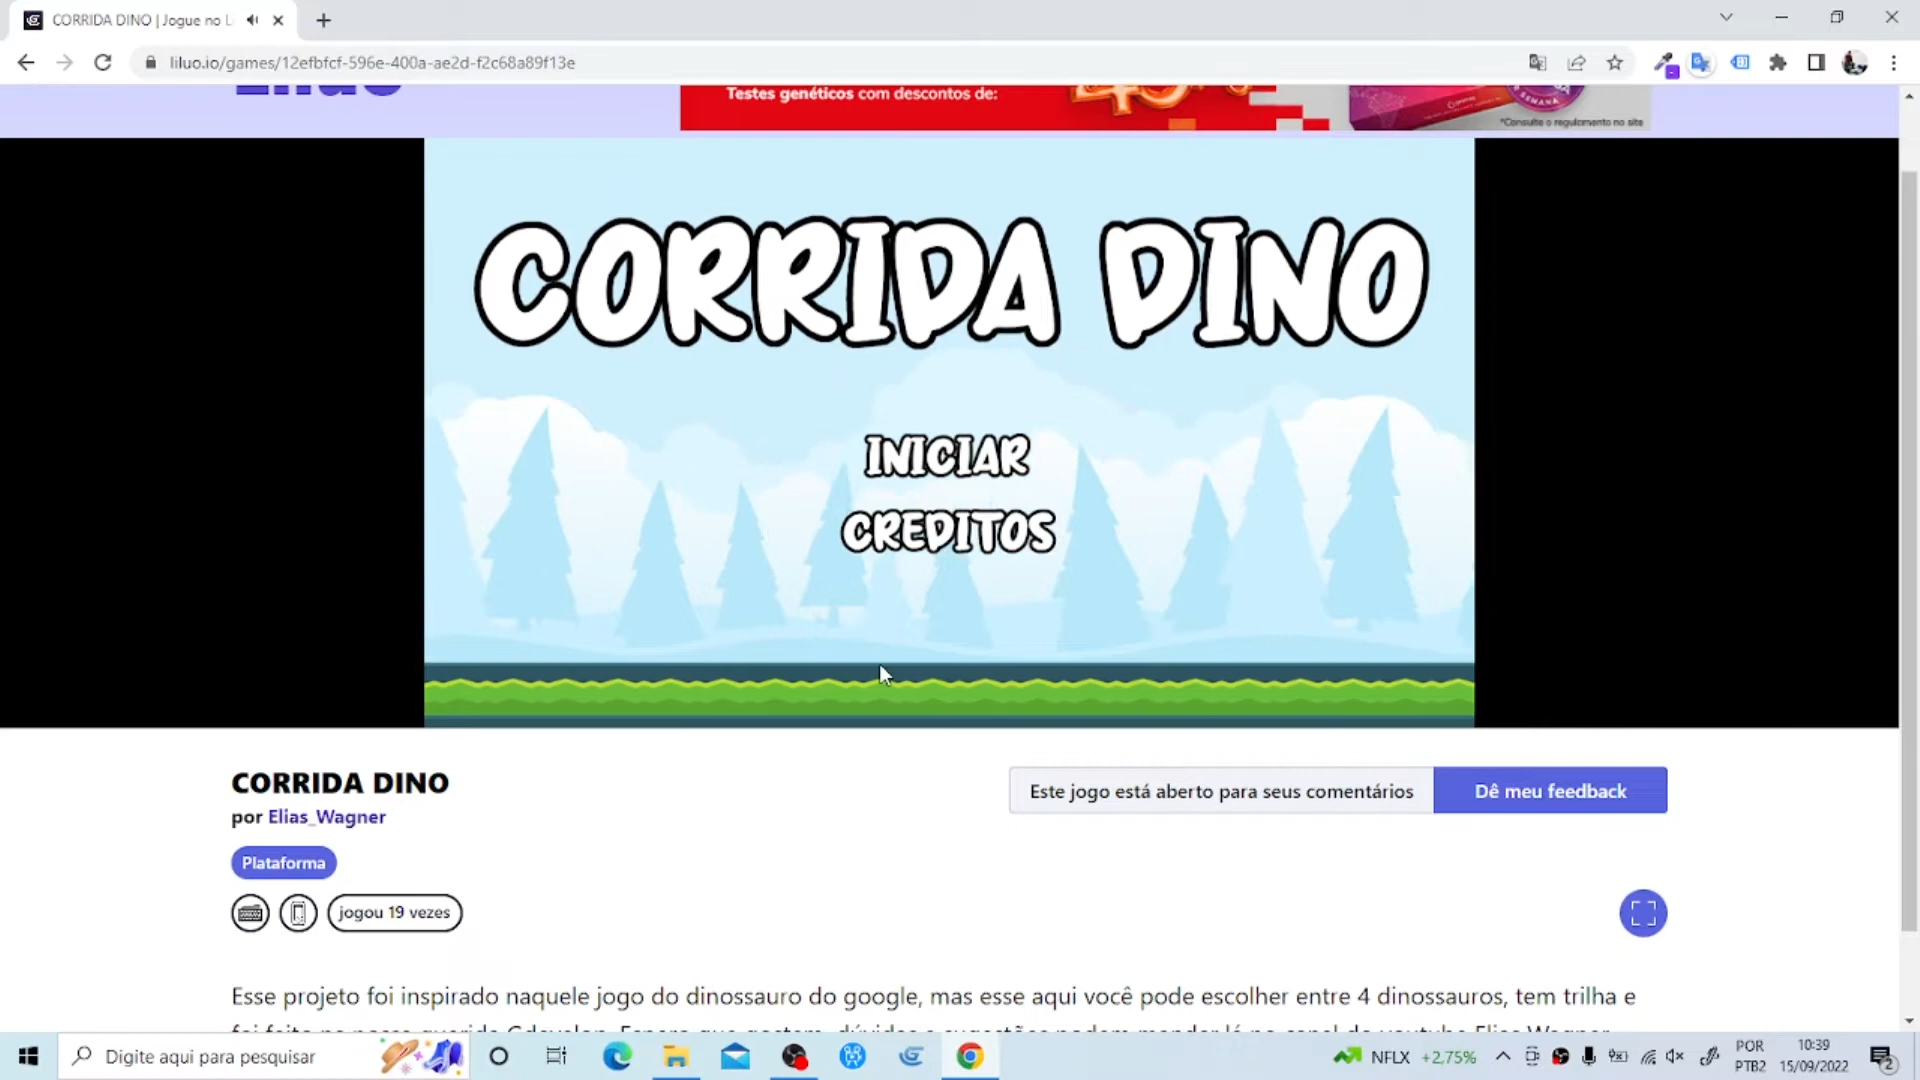 CORRIDA DINO | Jogue no L
liluo.io/games/12efbfcf-596e-400a-ae2d-f2c68a89f13e
Testes genéticos com descontos de:
SEMANA
*Consulte o regulamento no site
CORRIDA DINO
INICIAR
CREDITOS
CORRIDA DINO
por Elias_Wagner
Este jogo está aberto para seus comentários
Dê meu feedback
Plataforma
jogou 19 vezes
Esse projeto foi inspirado naquele jogo do dinossauro do google, mas esse aqui você pode escolher entre 4 dinossauros, tem trilha e
Digite aqui para pesquisar
NFLX +2,75%
POR
PTB2
10:39
15/09/2022
2